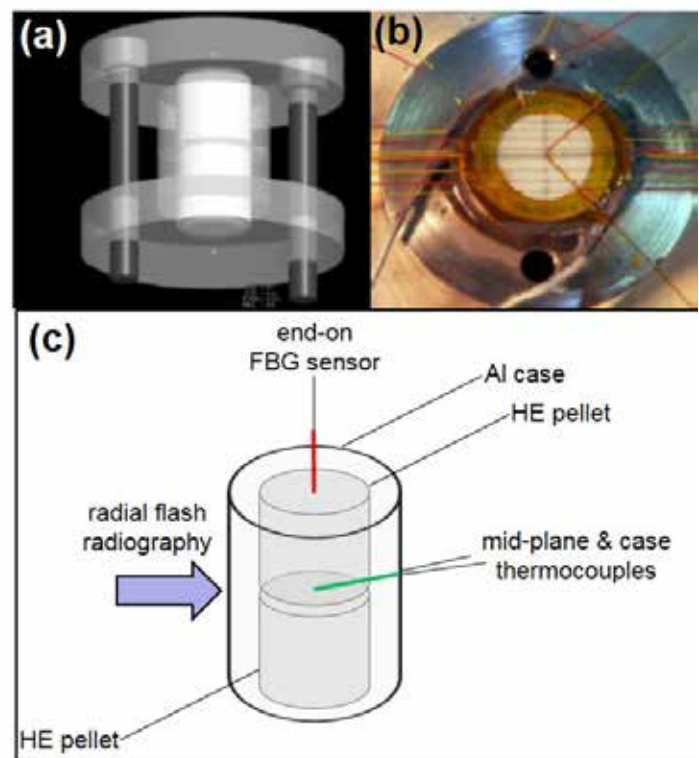 (a)
(b)
(c)
end-on
FBG sensor
Al case
HE pellet
radial flash
radiography
mid-plane & case
thermocouples
HE pellet